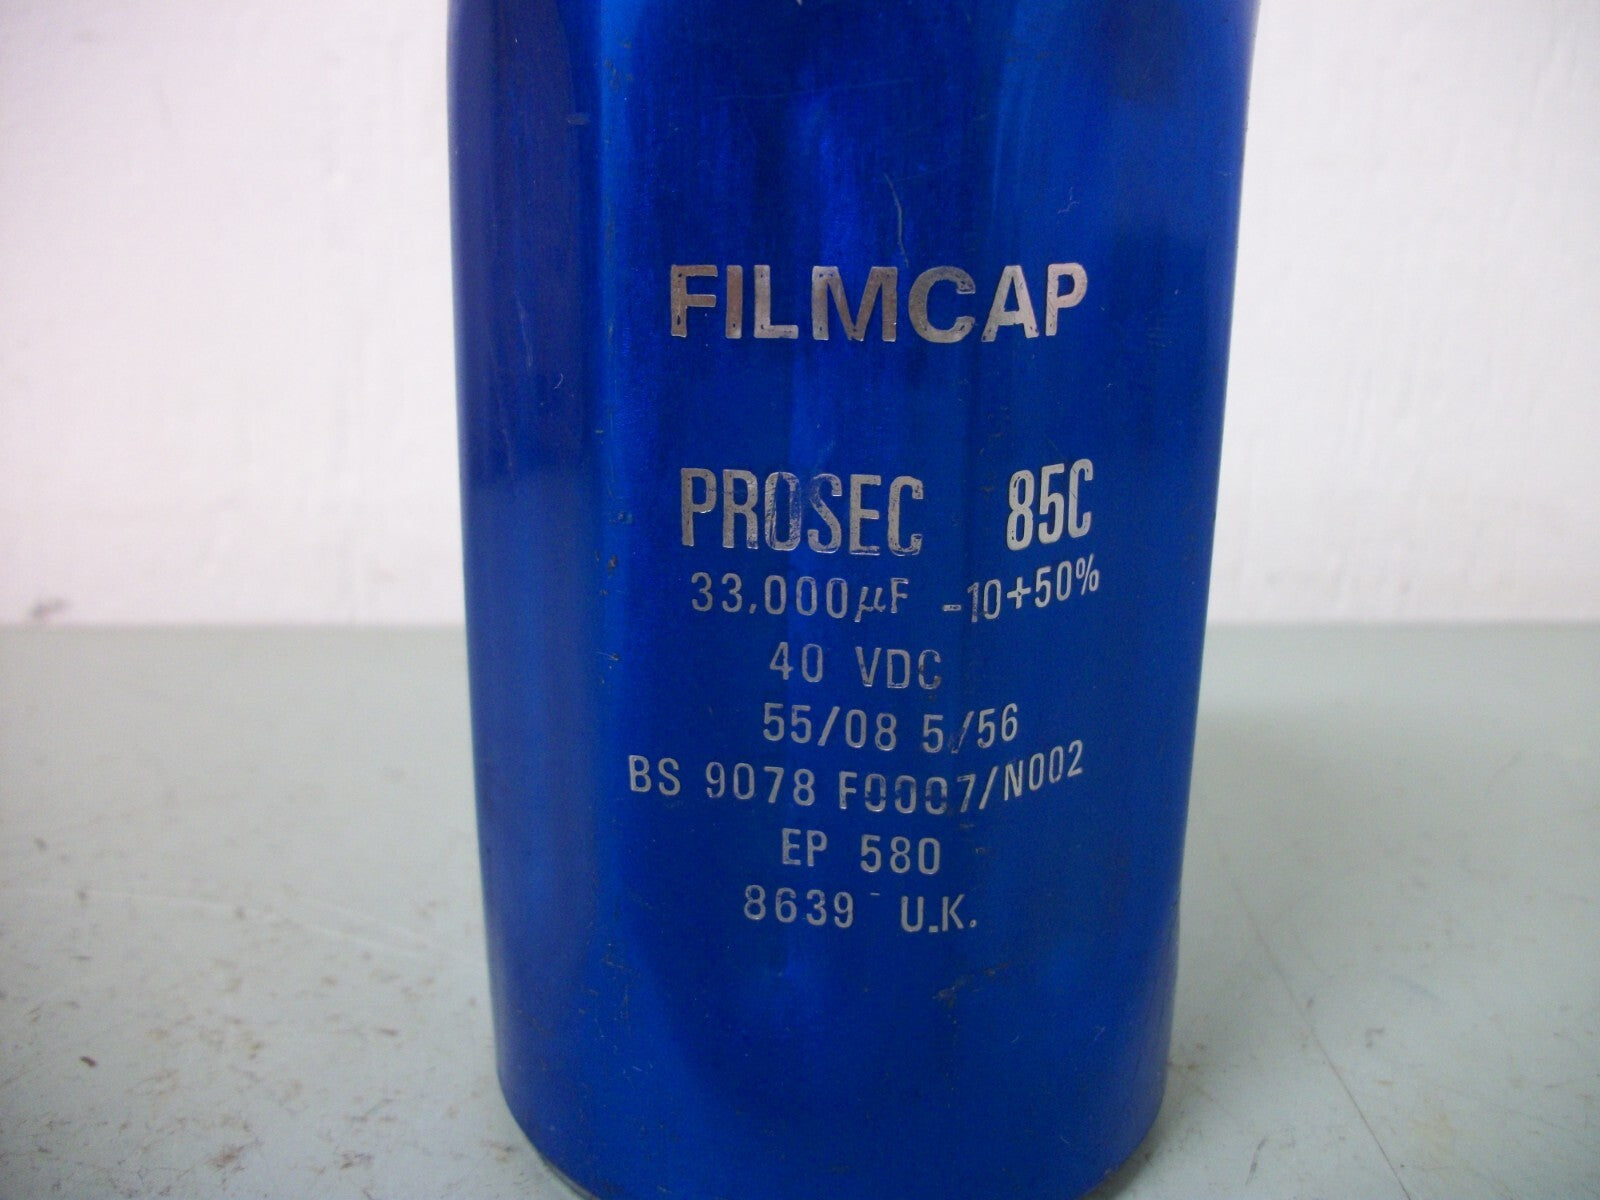 FILMCAP
PROSEC 85C
33,000μF -10+50%
40 VDC
55/08 5/56
BS 9078 F0007/N002
EP 580
8639 U.K.